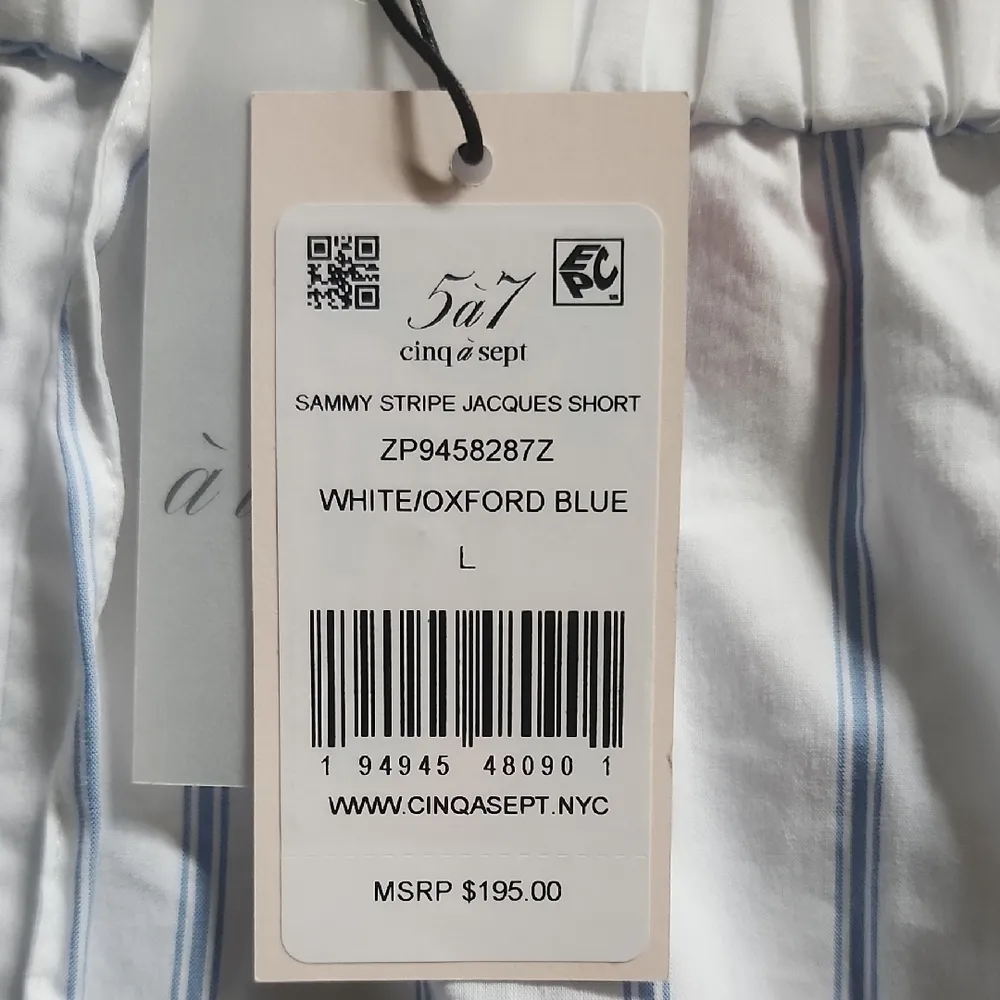 EPC
5à7
cinq à sept
SAMMY STRIPE JACQUES SHORT
ZP9458287Z
WHITE/OXFORD BLUE
L
à
1 94945 48090 1
WWW.CINQASEPT.NYC
MSRP $195.00